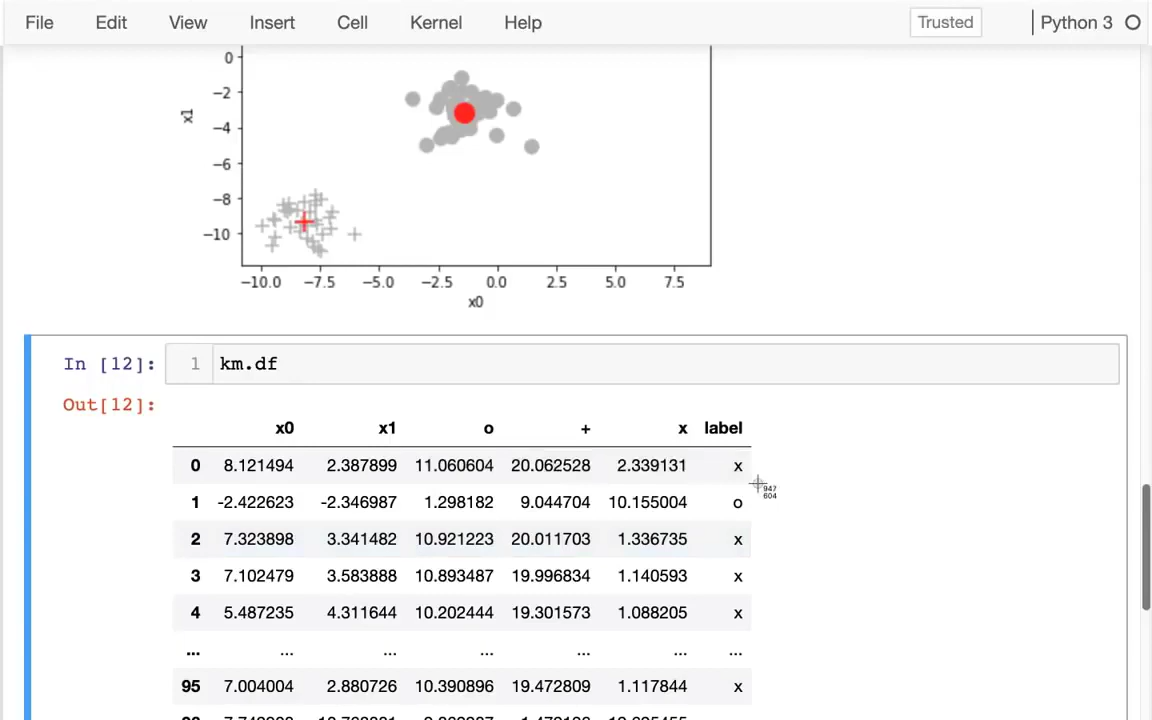 File Edit View Insert Cell Kernel Help Trusted Python 3
0
−2
−4
−6
−8
−10
x1
−10.0 −7.5 −5.0 −2.5 0.0 2.5 5.0 7.5
x0
In [12]: 1 km.df
Out[12]:
x0 x1 o + x label
0 8.121494 2.387899 11.060604 20.062528 2.339131 x
1 -2.422623 -2.346987 1.298182 9.044704 10.155004 o
2 7.323898 3.341482 10.921223 20.011703 1.336735 x
3 7.102479 3.583888 10.893487 19.996834 1.140593 x
4 5.487235 4.311644 10.202444 19.301573 1.088205 x
... ... ... ... ... ... ...
95 7.004004 2.880726 10.390896 19.472809 1.117844 x
947
604